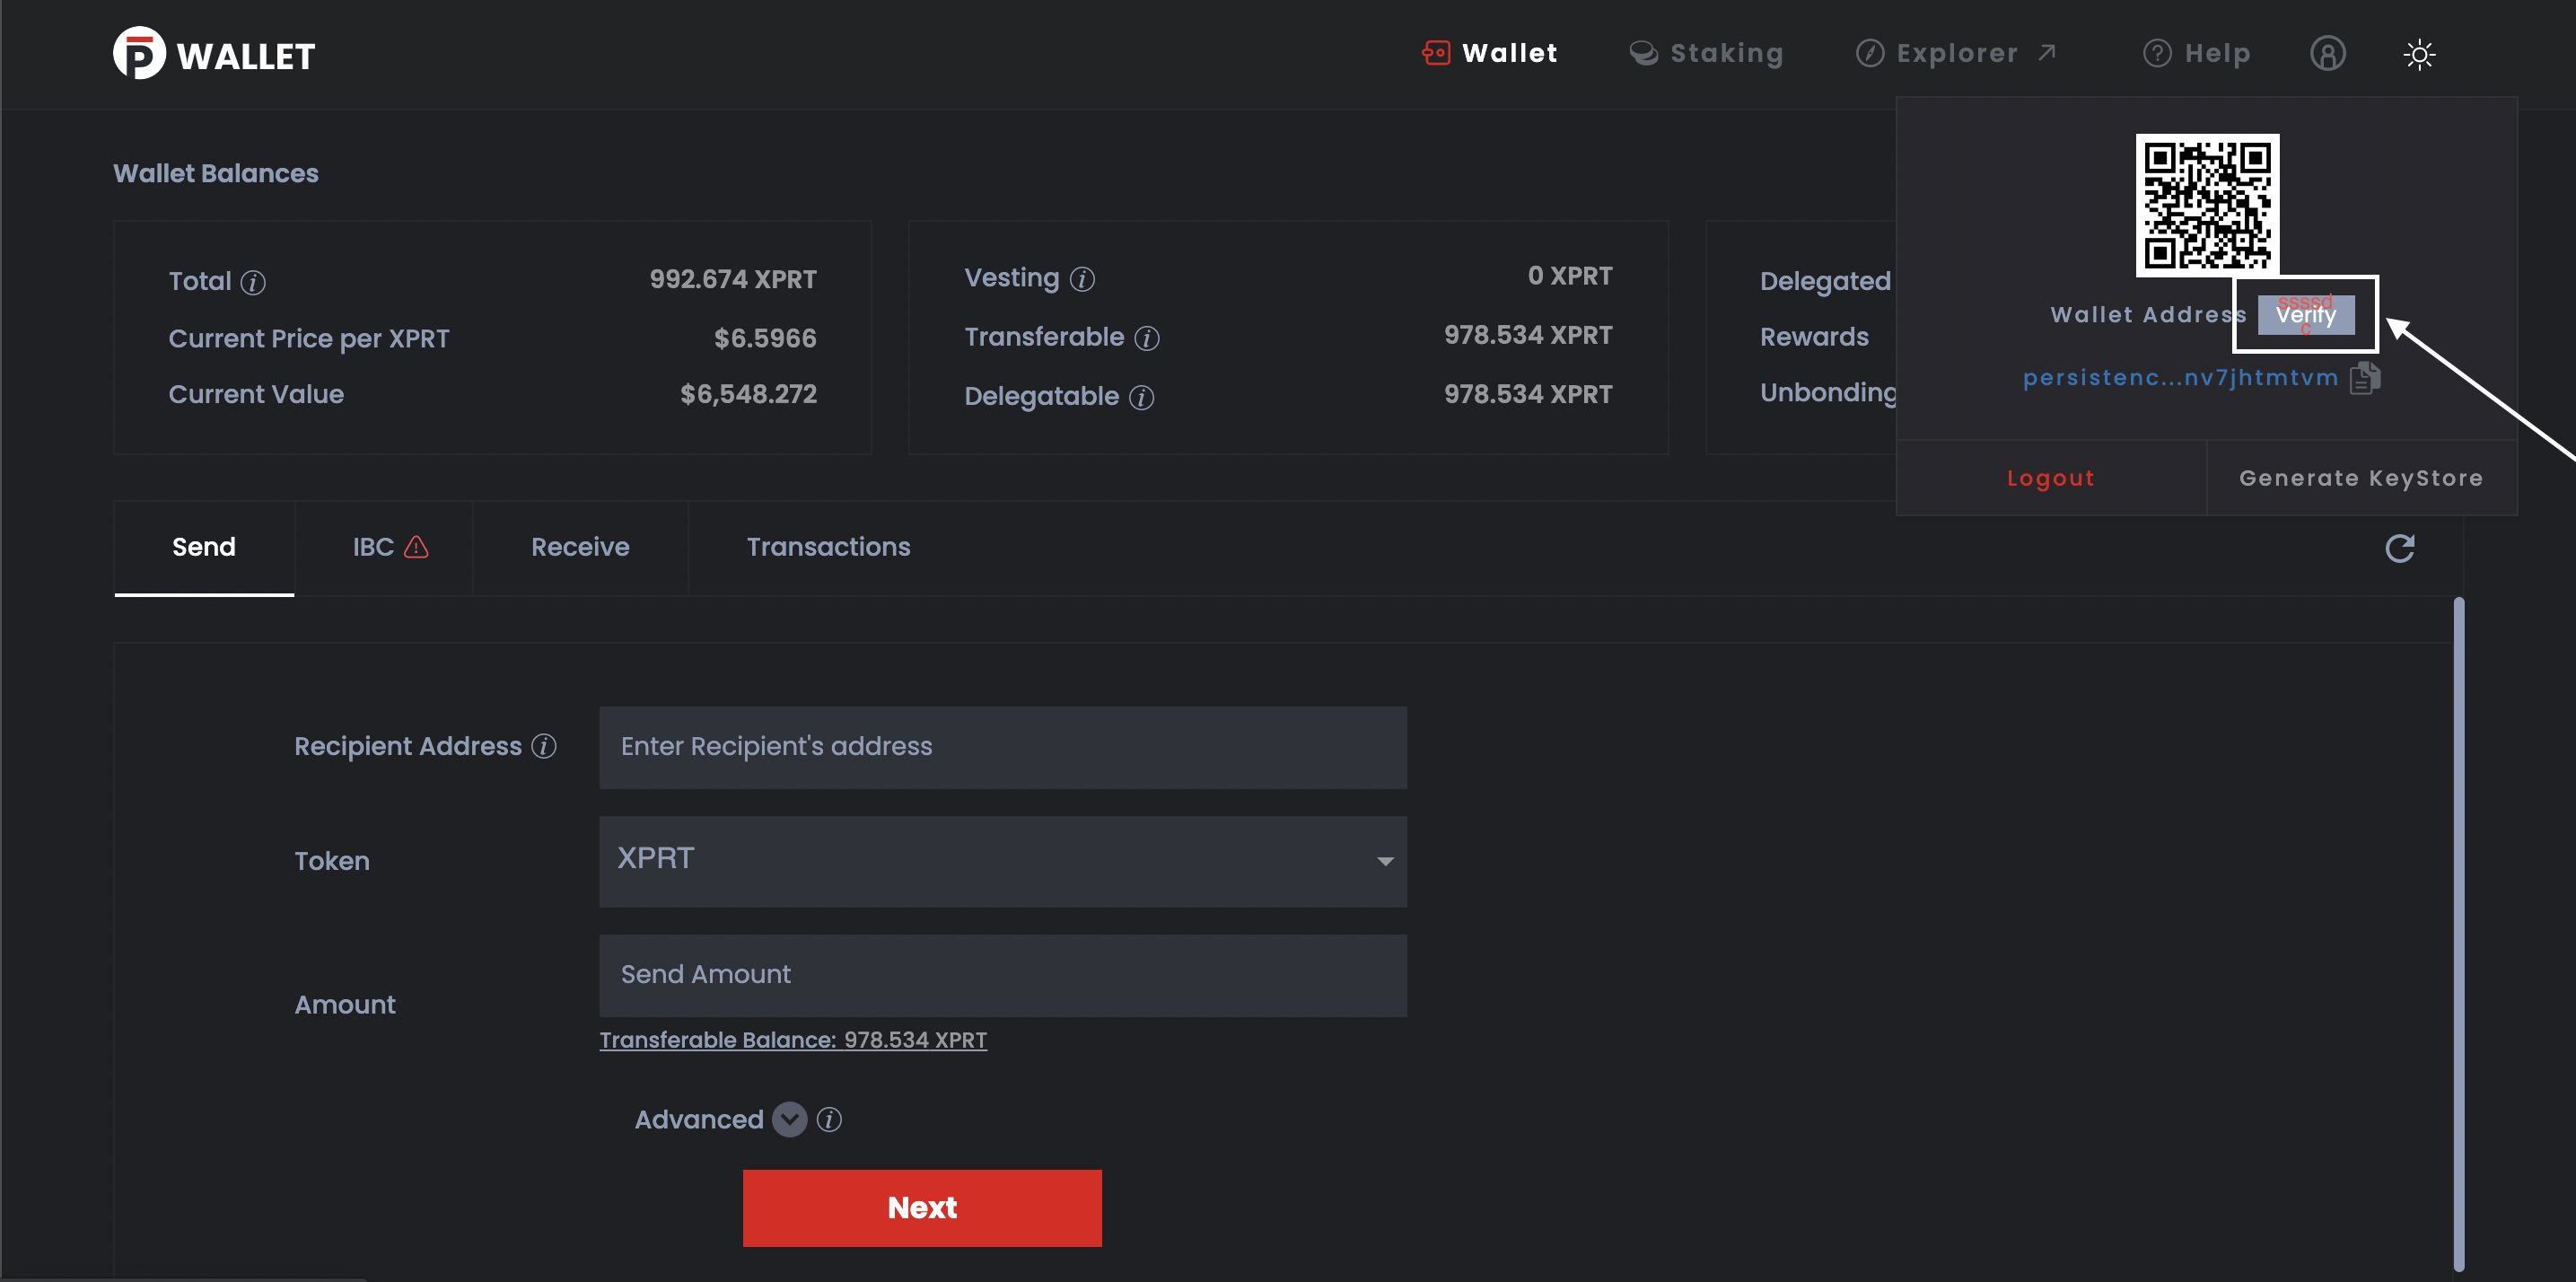 WALLET
Wallet
Staking
Explorer
Help
Wallet Balances
Total
992.674 XPRT
Current Price per XPRT
$6.5966
Current Value
$6,548.272
Vesting
0 XPRT
Transferable
978.534 XPRT
Delegatable
978.534 XPRT
Delegated
Rewards
Unbonding
Wallet Address
Verify
ssssd
c
persistenc...nv7jhtmtvm
Logout
Generate KeyStore
Send
IBC
Receive
Transactions
Recipient Address
Enter Recipient's address
Token
XPRT
Amount
Send Amount
Transferable Balance: 978.534 XPRT
Advanced
Next